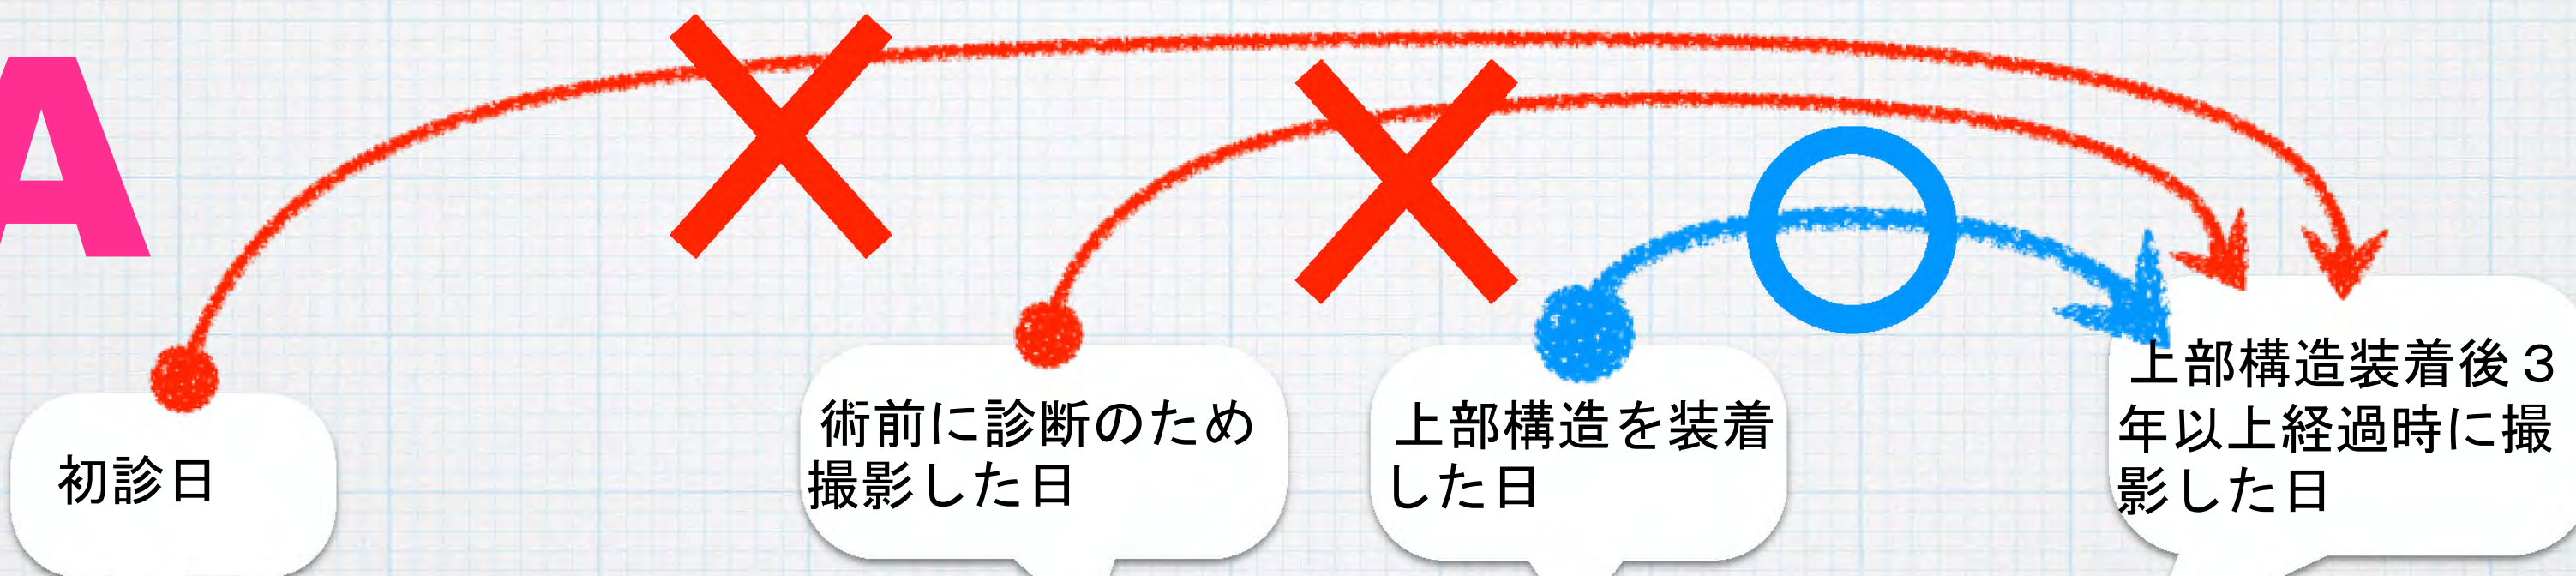 A
初診日
術前に診断のため
撮影した日
上部構造を装着
した日
上部構造装着後３
年以上経過時に撮
影した日